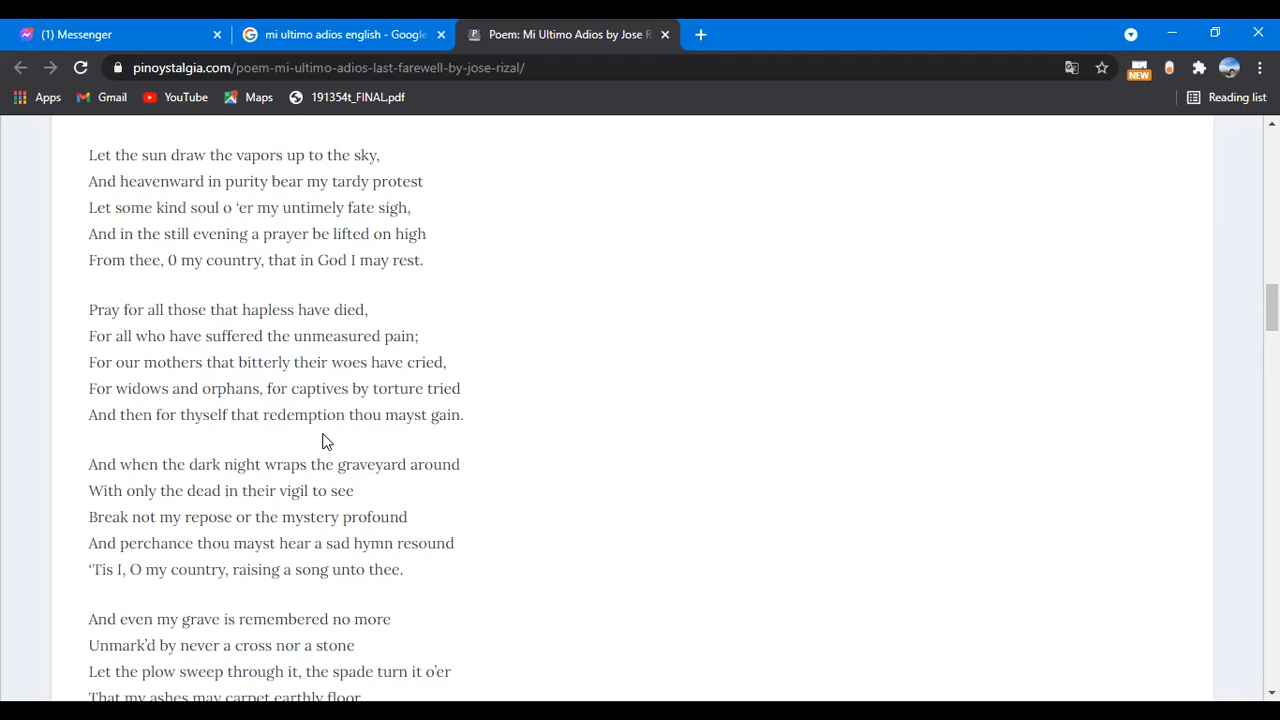 (1) Messenger
mi ultimo adios english - Google
Poem: Mi Ultimo Adios by Jose R
pinoystalgia.com/poem-mi-ultimo-adios-last-farewell-by-jose-rizal/
NEW
Apps
Gmail
YouTube
Maps
191354t_FINAL.pdf
Reading list
Let the sun draw the vapors up to the sky,
And heavenward in purity bear my tardy protest
Let some kind soul o ‘er my untimely fate sigh,
And in the still evening a prayer be lifted on high
From thee, 0 my country, that in God I may rest.
Pray for all those that hapless have died,
For all who have suffered the unmeasured pain;
For our mothers that bitterly their woes have cried,
For widows and orphans, for captives by torture tried
And then for thyself that redemption thou mayst gain.
And when the dark night wraps the graveyard around
With only the dead in their vigil to see
Break not my repose or the mystery profound
And perchance thou mayst hear a sad hymn resound
‘Tis I, O my country, raising a song unto thee.
And even my grave is remembered no more
Unmark’d by never a cross nor a stone
Let the plow sweep through it, the spade turn it o’er
That my ashes may carpet earthly floor